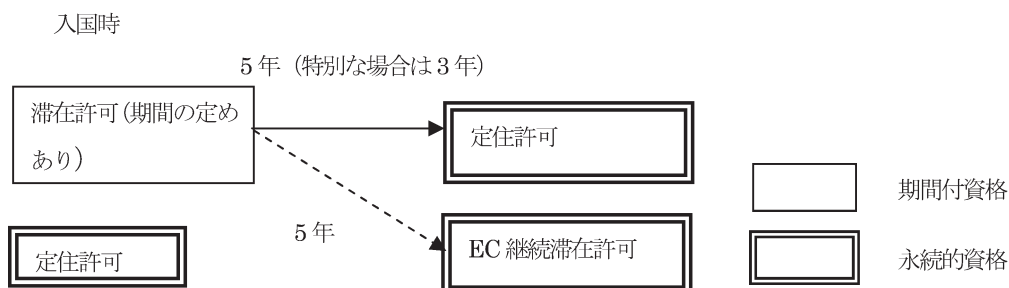 入国時
5年（特別な場合は3年）
滞在許可（期間の定め
あり）
定住許可
5年
EC 継続滞在許可
定住許可
期間付資格
永続的資格